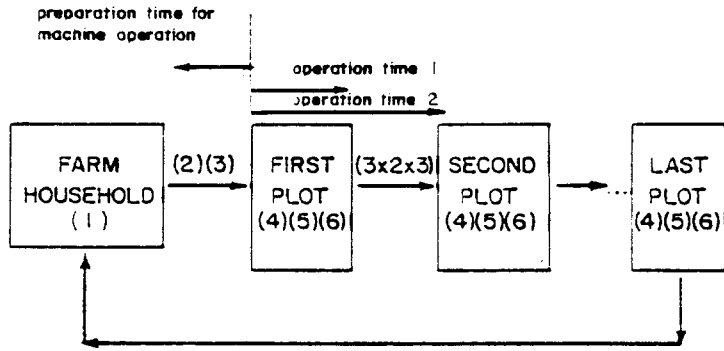 preparation time for
machine operation
operation time 1
operation time 2
FARM
HOUSEHOLD
(1)
(2)(3)
FIRST
PLOT
(4)(5)(6)
(3x2x3)
SECOND
PLOT
(4)(5)(6)
LAST
PLOT
(4)(5)(6)